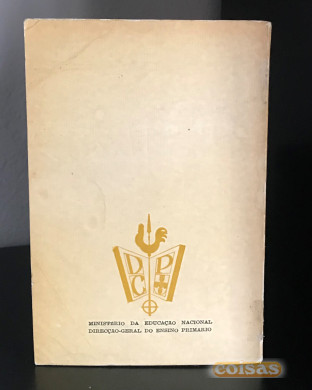 D P
C
MINISTÉRIO DA EDUCAÇÃO NACIONAL
DIRECÇÃO-GERAL DO ENSINO PRIMÁRIO
coisas